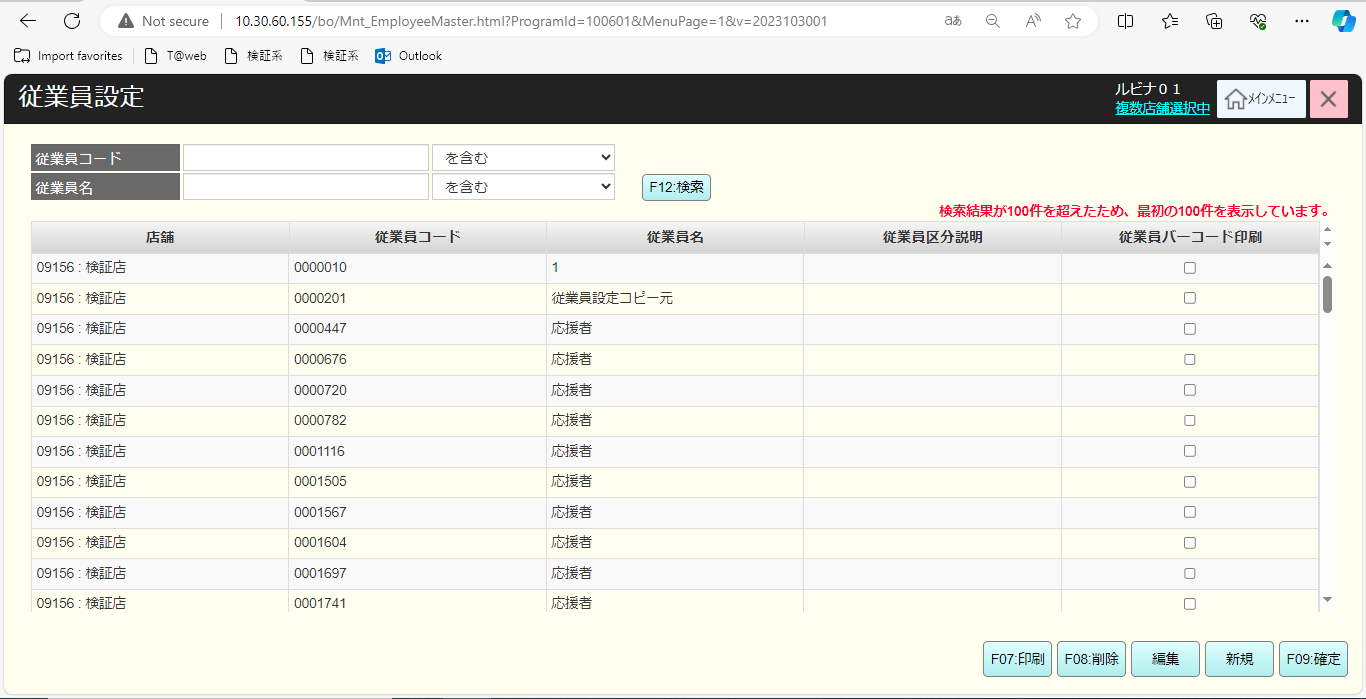 Not secure 10.30.60.155/bo/Mnt_EmployeeMaster.html?ProgramId=100601&MenuPage=1&v=2023103001 aあ A
Import favorites T@web 検証系 検証系 Outlook
従業員設定
ルビナ０１
複数店舗選択中
ﾒｲﾝﾒﾆｭｰ
従業員コード を含む
従業員名 を含む F12:検索
検索結果が100件を超えたため、最初の100件を表示しています。
店舗 従業員コード 従業員名 従業員区分説明 従業員バーコード印刷
09156 : 検証店 0000010 1
09156 : 検証店 0000201 従業員設定コピー元
09156 : 検証店 0000447 応援者
09156 : 検証店 0000676 応援者
09156 : 検証店 0000720 応援者
09156 : 検証店 0000782 応援者
09156 : 検証店 0001116 応援者
09156 : 検証店 0001505 応援者
09156 : 検証店 0001567 応援者
09156 : 検証店 0001604 応援者
09156 : 検証店 0001697 応援者
09156 : 検証店 0001741 応援者
F07:印刷 F08:削除 編集 新規 F09:確定